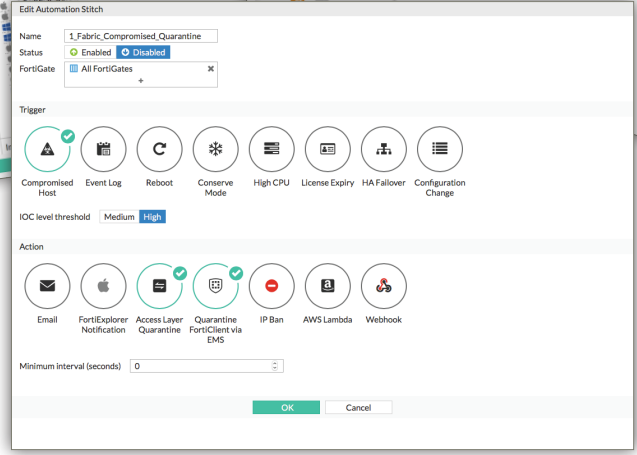 Edit Automation Stitch
Name 1_Fabric_Compromised_Quarantine
Status Enabled Disabled
FortiGate All FortiGates
+
Trigger
Compromised Host
Event Log
Reboot
Conserve Mode
High CPU
License Expiry
HA Failover
Configuration Change
IOC level threshold Medium High
Action
Email
FortiExplorer Notification
Access Layer Quarantine
Quarantine FortiClient via EMS
IP Ban
AWS Lambda
Webhook
Minimum interval (seconds) 0
OK Cancel